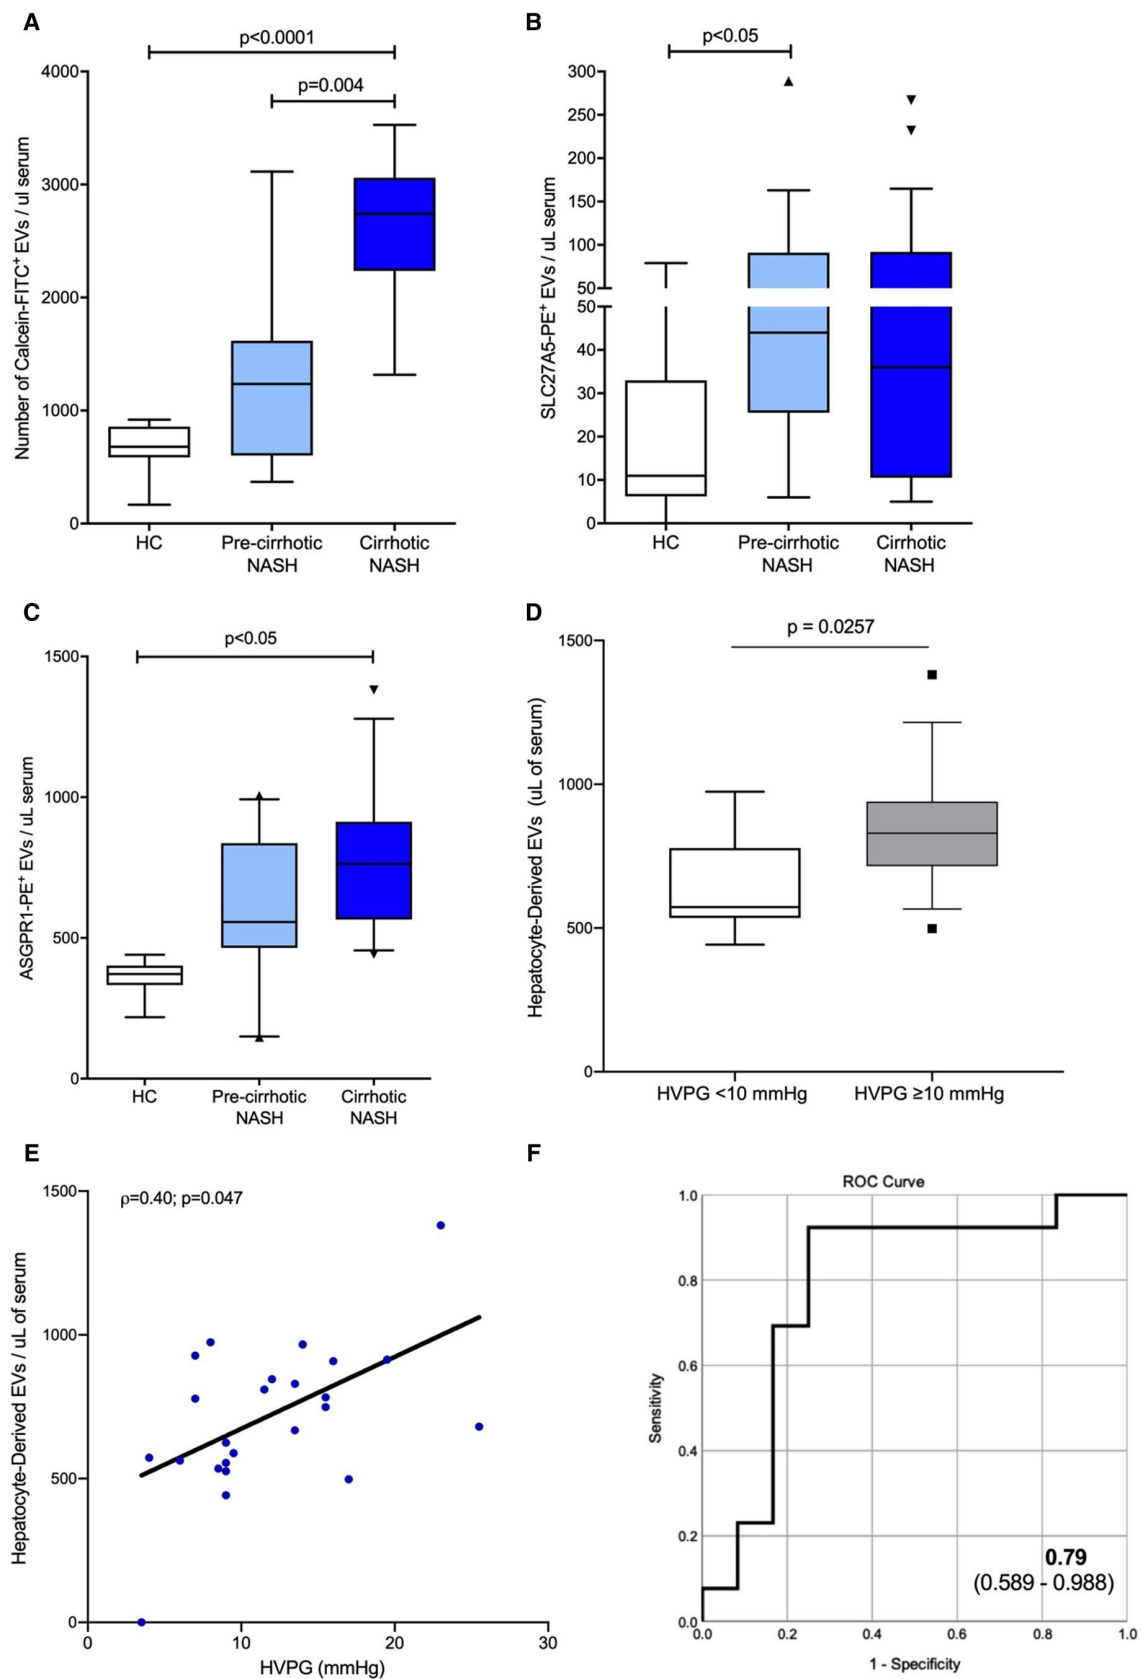 A
p<0.0001
p=0.004
Number of Calcein-FITC⁺ EVs / ul serum
4000
3000
2000
1000
0
HC
Pre-cirrhotic
NASH
Cirrhotic
NASH
B
p<0.05
SLC27A5-PE⁺ EVs / uL serum
300
250
200
150
100
50
50
40
30
20
10
0
HC
Pre-cirrhotic
NASH
Cirrhotic
NASH
C
p<0.05
ASGPR1-PE⁺ EVs / uL serum
1500
1000
500
0
HC
Pre-cirrhotic
NASH
Cirrhotic
NASH
D
p = 0.0257
Hepatocyte-Derived EVs (uL of serum)
1500
1000
500
0
HVPG <10 mmHg
HVPG ≥10 mmHg
E
ρ=0.40; p=0.047
Hepatocyte-Derived EVs / uL of serum
1500
1000
500
0
0
10
20
30
HVPG (mmHg)
F
ROC Curve
Sensitivity
1.0
0.8
0.6
0.4
0.2
0.0
0.79
(0.589 - 0.988)
0.0
0.2
0.4
0.6
0.8
1.0
1 - Specificity